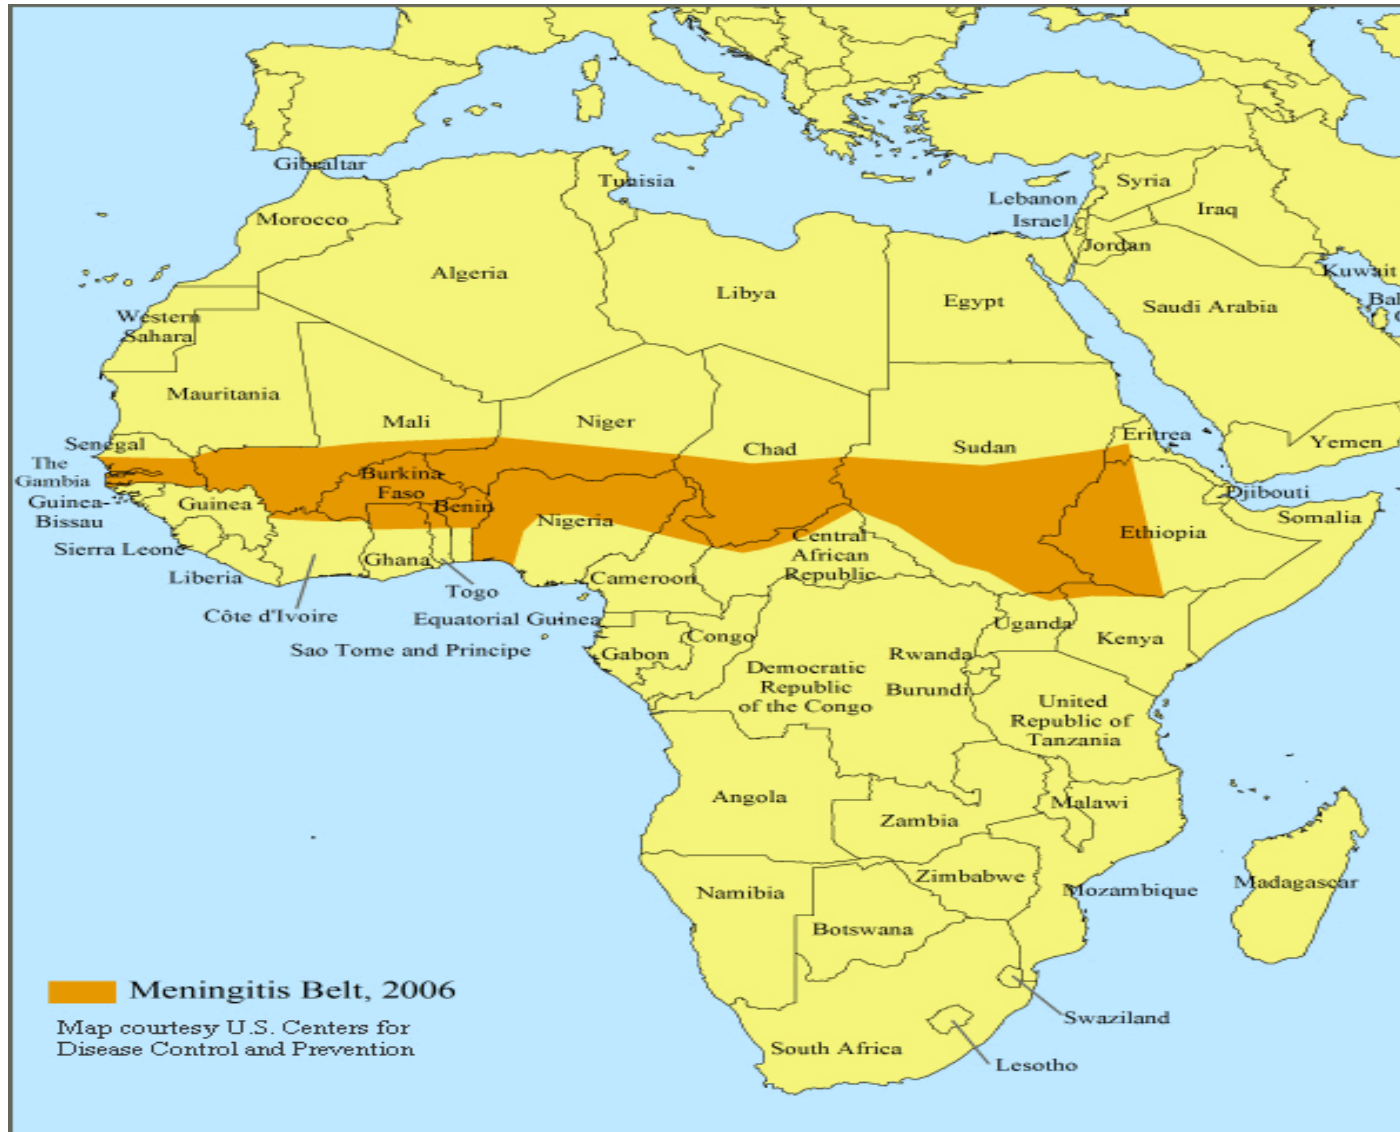 Gibraltar
Tunisia
Syria
Lebanon
Israel
Iraq
Morocco
Jordan
Algeria
Libya
Egypt
Kuwait
Saudi Arabia
Western
Sahara
Mauritania
Mali
Niger
Chad
Sudan
Eritrea
Yemen
Senegal
The
Gambia
Guinea-
Bissau
Guinea
Burkina
Faso
Benin
Nigeria
Djibouti
Somalia
Ethiopia
Central
African
Republic
Sierra Leone
Liberia
Ghana
Togo
Cameroon
Côte d'Ivoire
Equatorial Guinea
Sao Tome and Principe
Uganda
Kenya
Congo
Gabon
Democratic
Republic
of the Congo
Rwanda
Burundi
United
Republic of
Tanzania
Angola
Malawi
Zambia
Zimbabwe
Mozambique
Madagascar
Namibia
Botswana
Swaziland
South Africa
Lesotho
Meningitis Belt, 2006
Map courtesy U.S. Centers for
Disease Control and Prevention